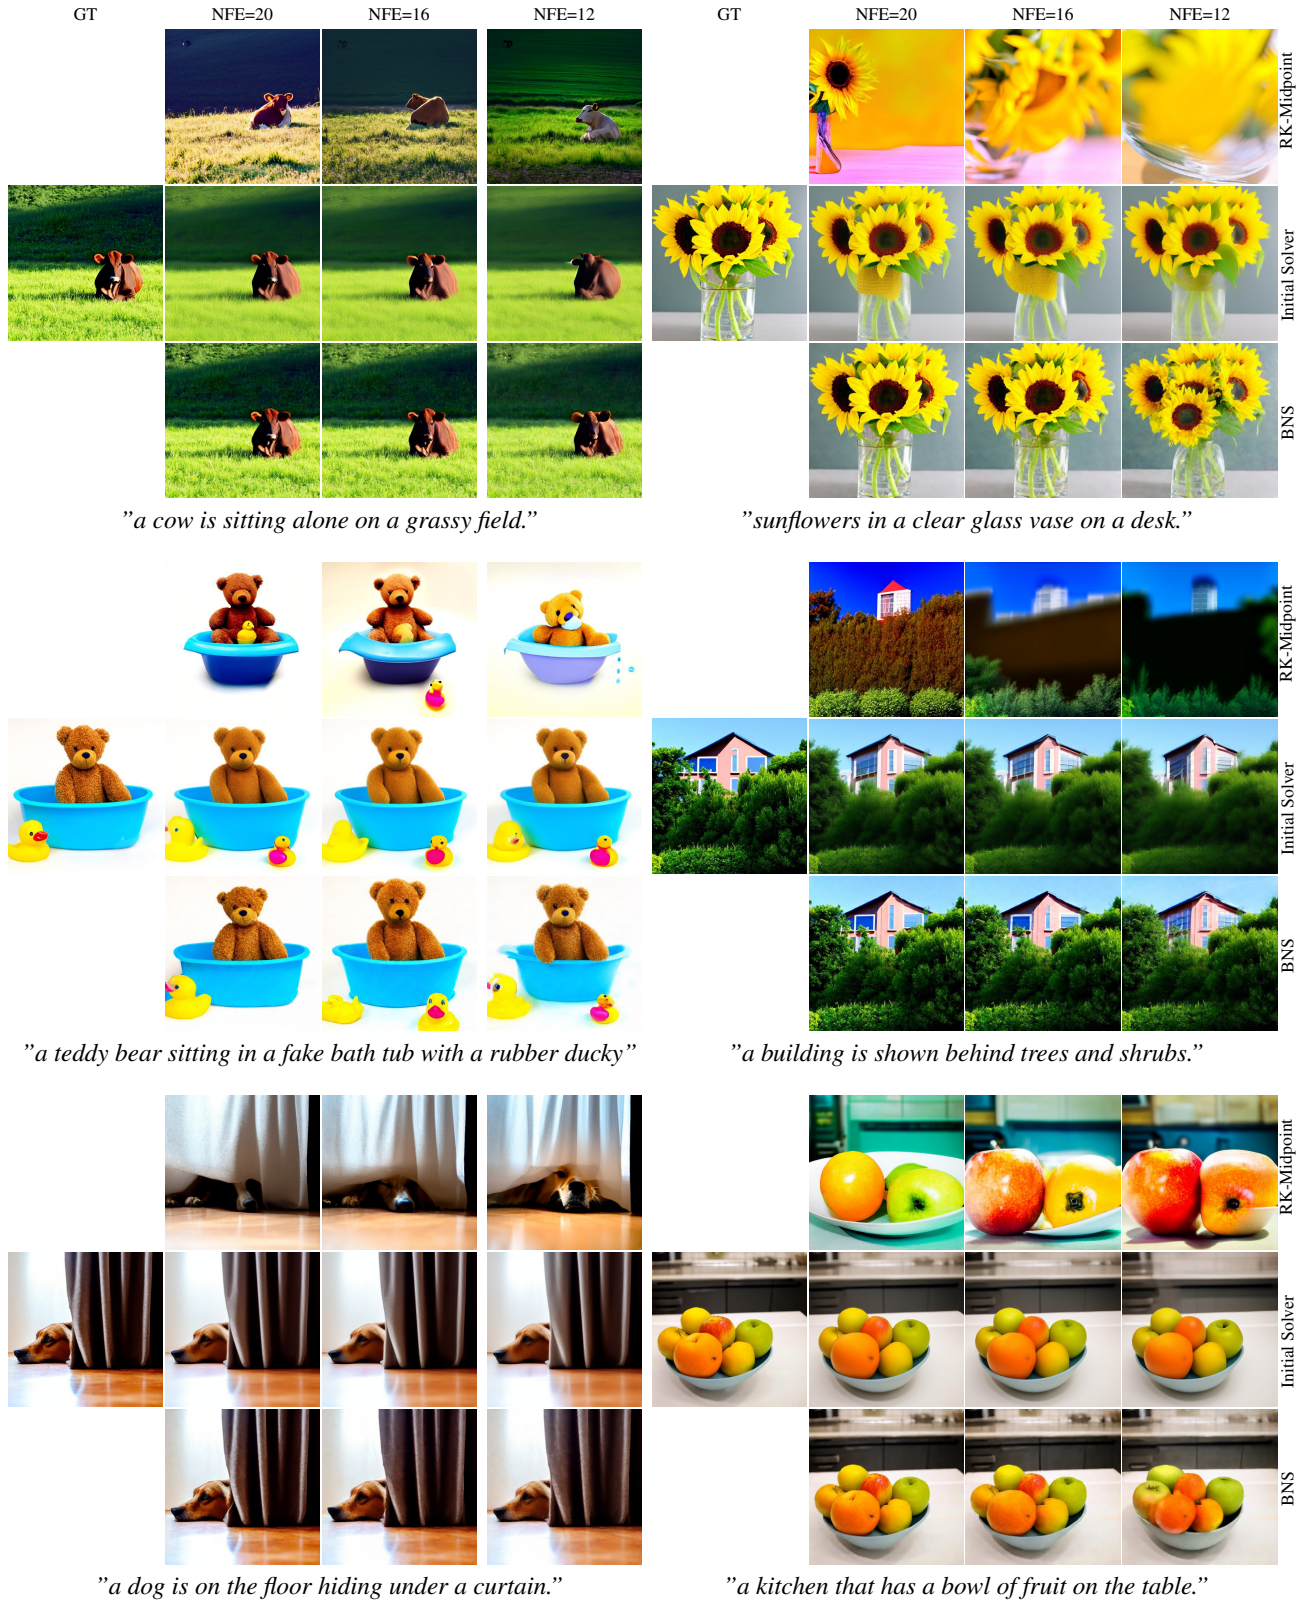 GT NFE=20 NFE=16 NFE=12 GT NFE=20 NFE=16 NFE=12
RK-Midpoint
Initial Solver
BNS
”a cow is sitting alone on a grassy field.” ”sunflowers in a clear glass vase on a desk.”
RK-Midpoint
Initial Solver
BNS
”a teddy bear sitting in a fake bath tub with a rubber ducky” ”a building is shown behind trees and shrubs.”
RK-Midpoint
Initial Solver
BNS
”a dog is on the floor hiding under a curtain.” ”a kitchen that has a bowl of fruit on the table.”